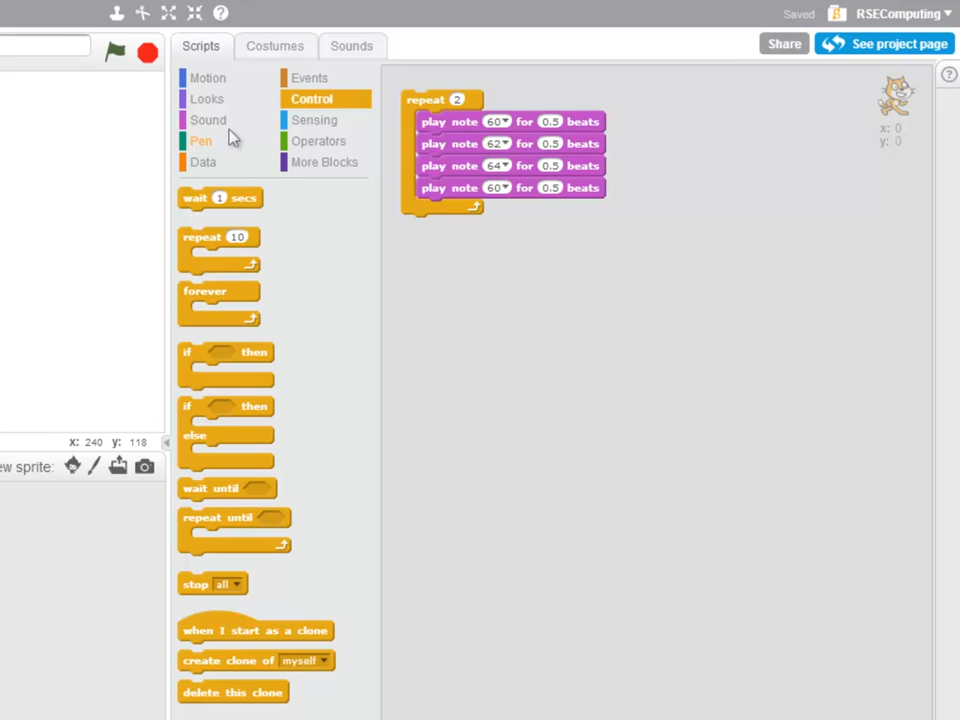 Saved
RSEComputing
Scripts
Costumes
Sounds
Share
See project page
Motion
Events
Looks
Control
Sound
Sensing
Pen
Operators
Data
More Blocks
x: 0
y: 0
repeat 2
play note 60 for 0.5 beats
play note 62 for 0.5 beats
play note 64 for 0.5 beats
play note 60 for 0.5 beats
wait 1 secs
repeat 10
forever
if then
if then
else
wait until
repeat until
stop all
when I start as a clone
create clone of myself
delete this clone
x: 240 y: 118
ew sprite: